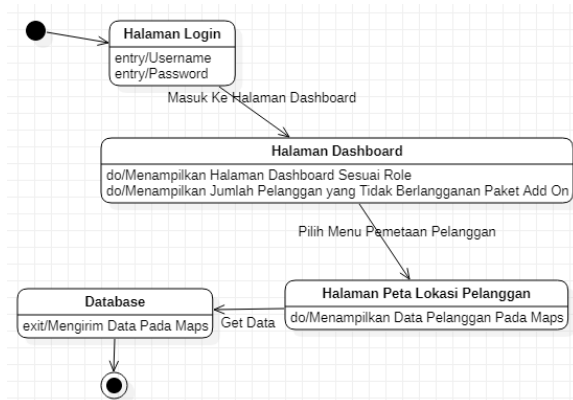 Halaman Login
entry/Username
entry/Password
Masuk Ke Halaman Dashboard
Halaman Dashboard
do/Menampilkan Halaman Dashboard Sesuai Role
do/Menampilkan Jumlah Pelanggan yang Tidak Berlangganan Paket Add On
Pilih Menu Pemetaan Pelanggan
Halaman Peta Lokasi Pelanggan
do/Menampilkan Data Pelanggan Pada Maps
Get Data
Database
exit/Mengirim Data Pada Maps